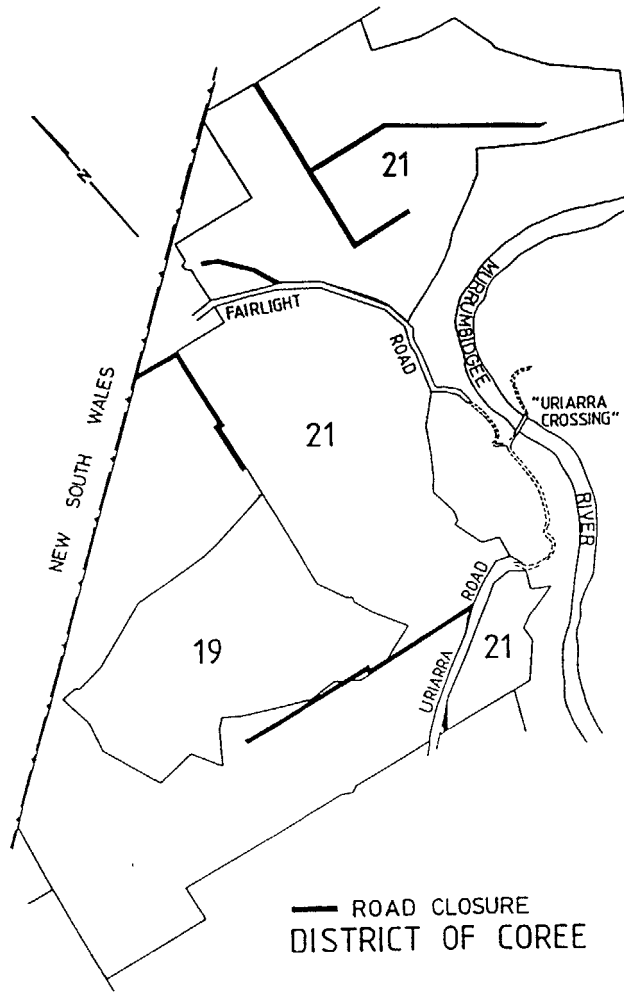 21
N
FAIRLIGHT
ROAD
MURRUMBIDGEE
"URIARRA
CROSSING"
NEW SOUTH WALES
21
RIVER
ROAD
19
21
URIARRA
ROAD CLOSURE
DISTRICT OF COREE